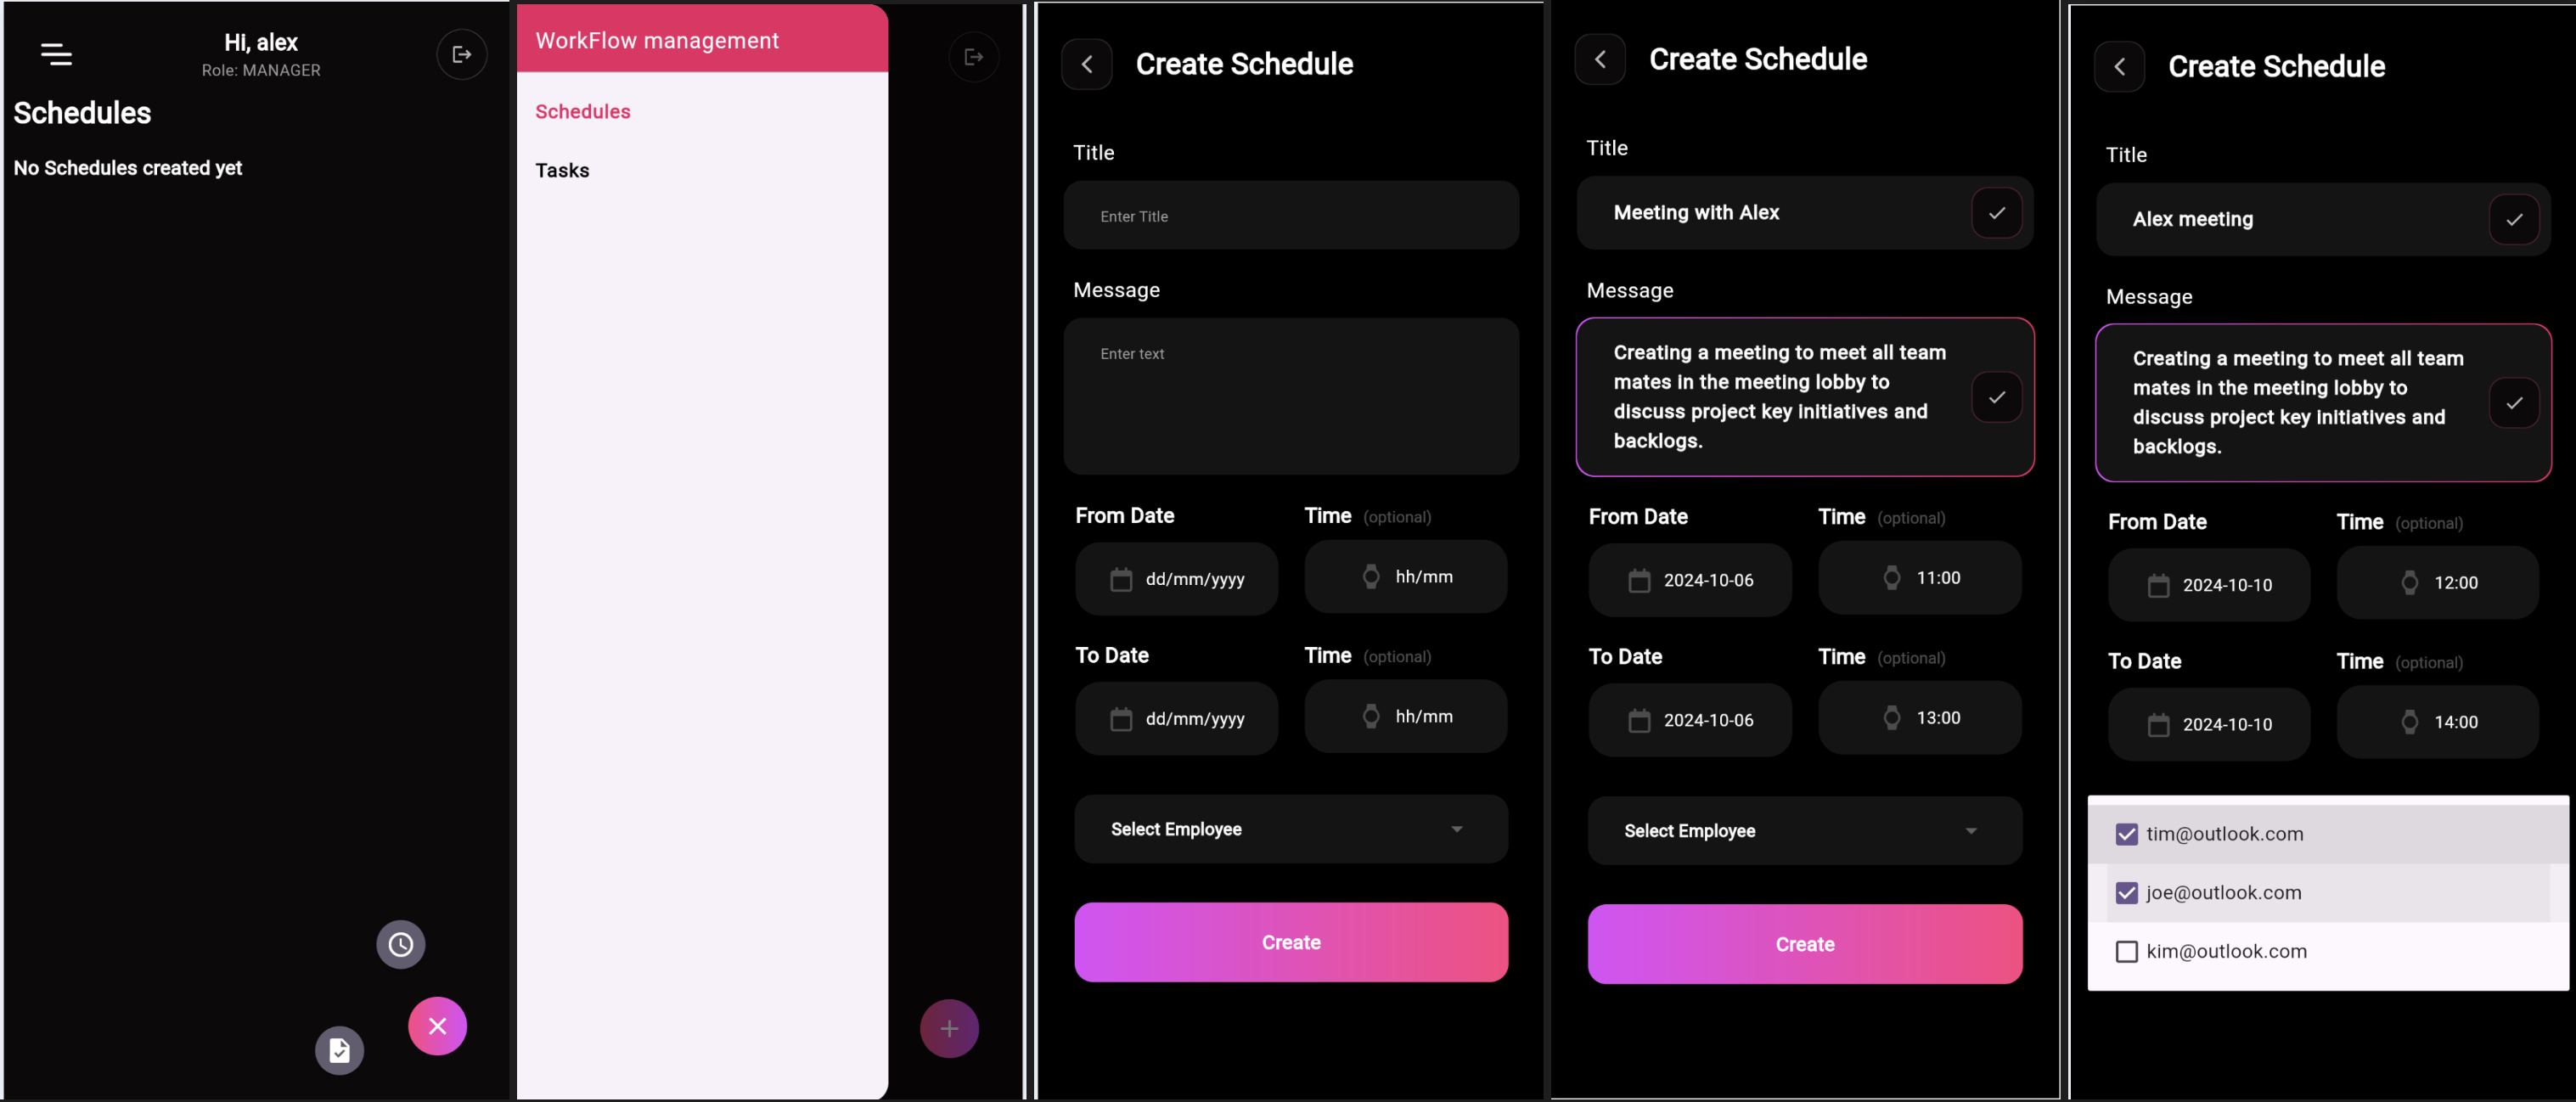 Hi, alex
Role: MANAGER
Schedules
No Schedules created yet
WorkFlow management
Schedules
Tasks
Create Schedule
Title
Enter Title
Message
Enter text
From Date
Time (optional)
dd/mm/yyyy
hh/mm
To Date
Time (optional)
dd/mm/yyyy
hh/mm
Select Employee
Create
Create Schedule
Title
Meeting with Alex
Message
Creating a meeting to meet all team
mates in the meeting lobby to
discuss project key initiatives and
backlogs.
From Date
Time (optional)
2024-10-06
11:00
To Date
Time (optional)
2024-10-06
13:00
Select Employee
Create
Create Schedule
Title
Alex meeting
Message
Creating a meeting to meet all team
mates in the meeting lobby to
discuss project key initiatives and
backlogs.
From Date
Time (optional)
2024-10-10
12:00
To Date
Time (optional)
2024-10-10
14:00
tim@outlook.com
joe@outlook.com
kim@outlook.com